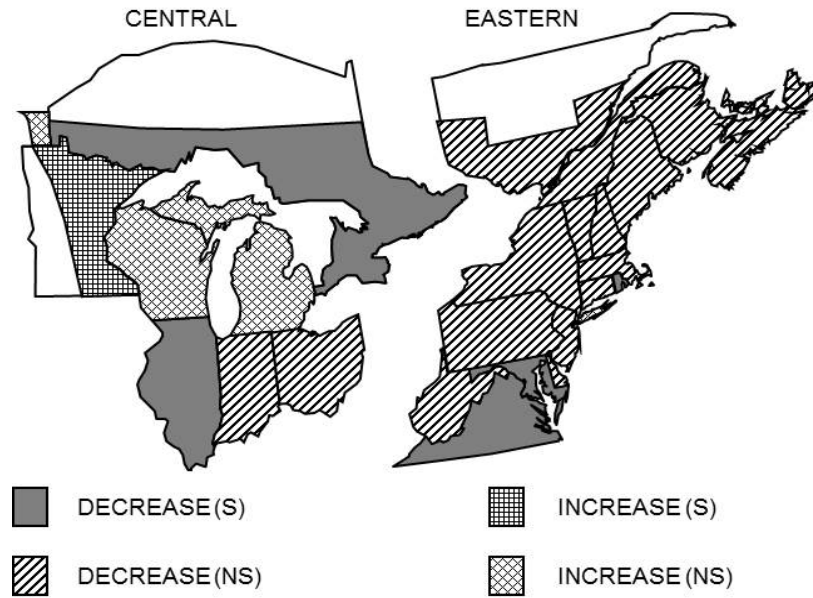 CENTRAL EASTERN
DECREASE (S) INCREASE (S)
DECREASE (NS) INCREASE (NS)